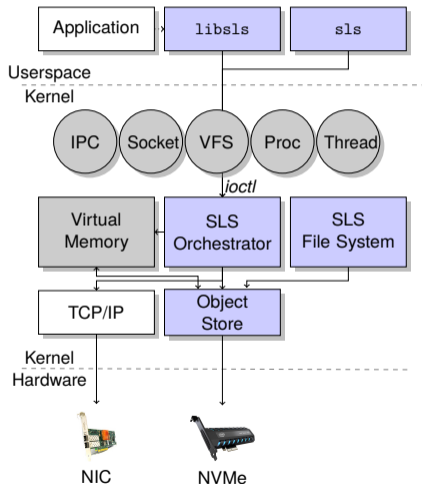 Application
libsls
sls
Userspace
Kernel
IPC
Socket
VFS
Proc
Thread
ioctl
Virtual
Memory
SLS
Orchestrator
SLS
File System
TCP/IP
Object
Store
Kernel
Hardware
NIC
NVMe